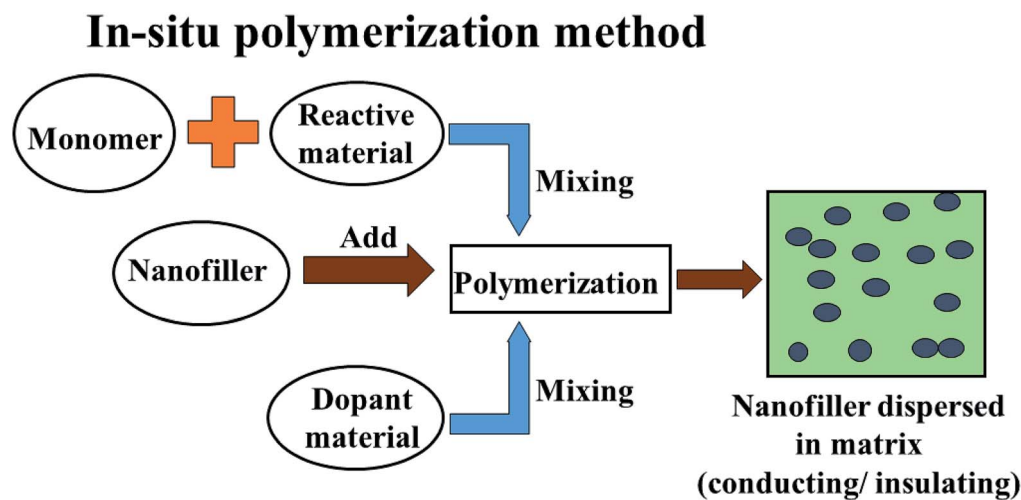 In-situ polymerization method
Monomer
Reactive
material
Mixing
Nanofiller
Add
Polymerization
Dopant
material
Mixing
Nanofiller dispersed
in matrix
(conducting/ insulating)